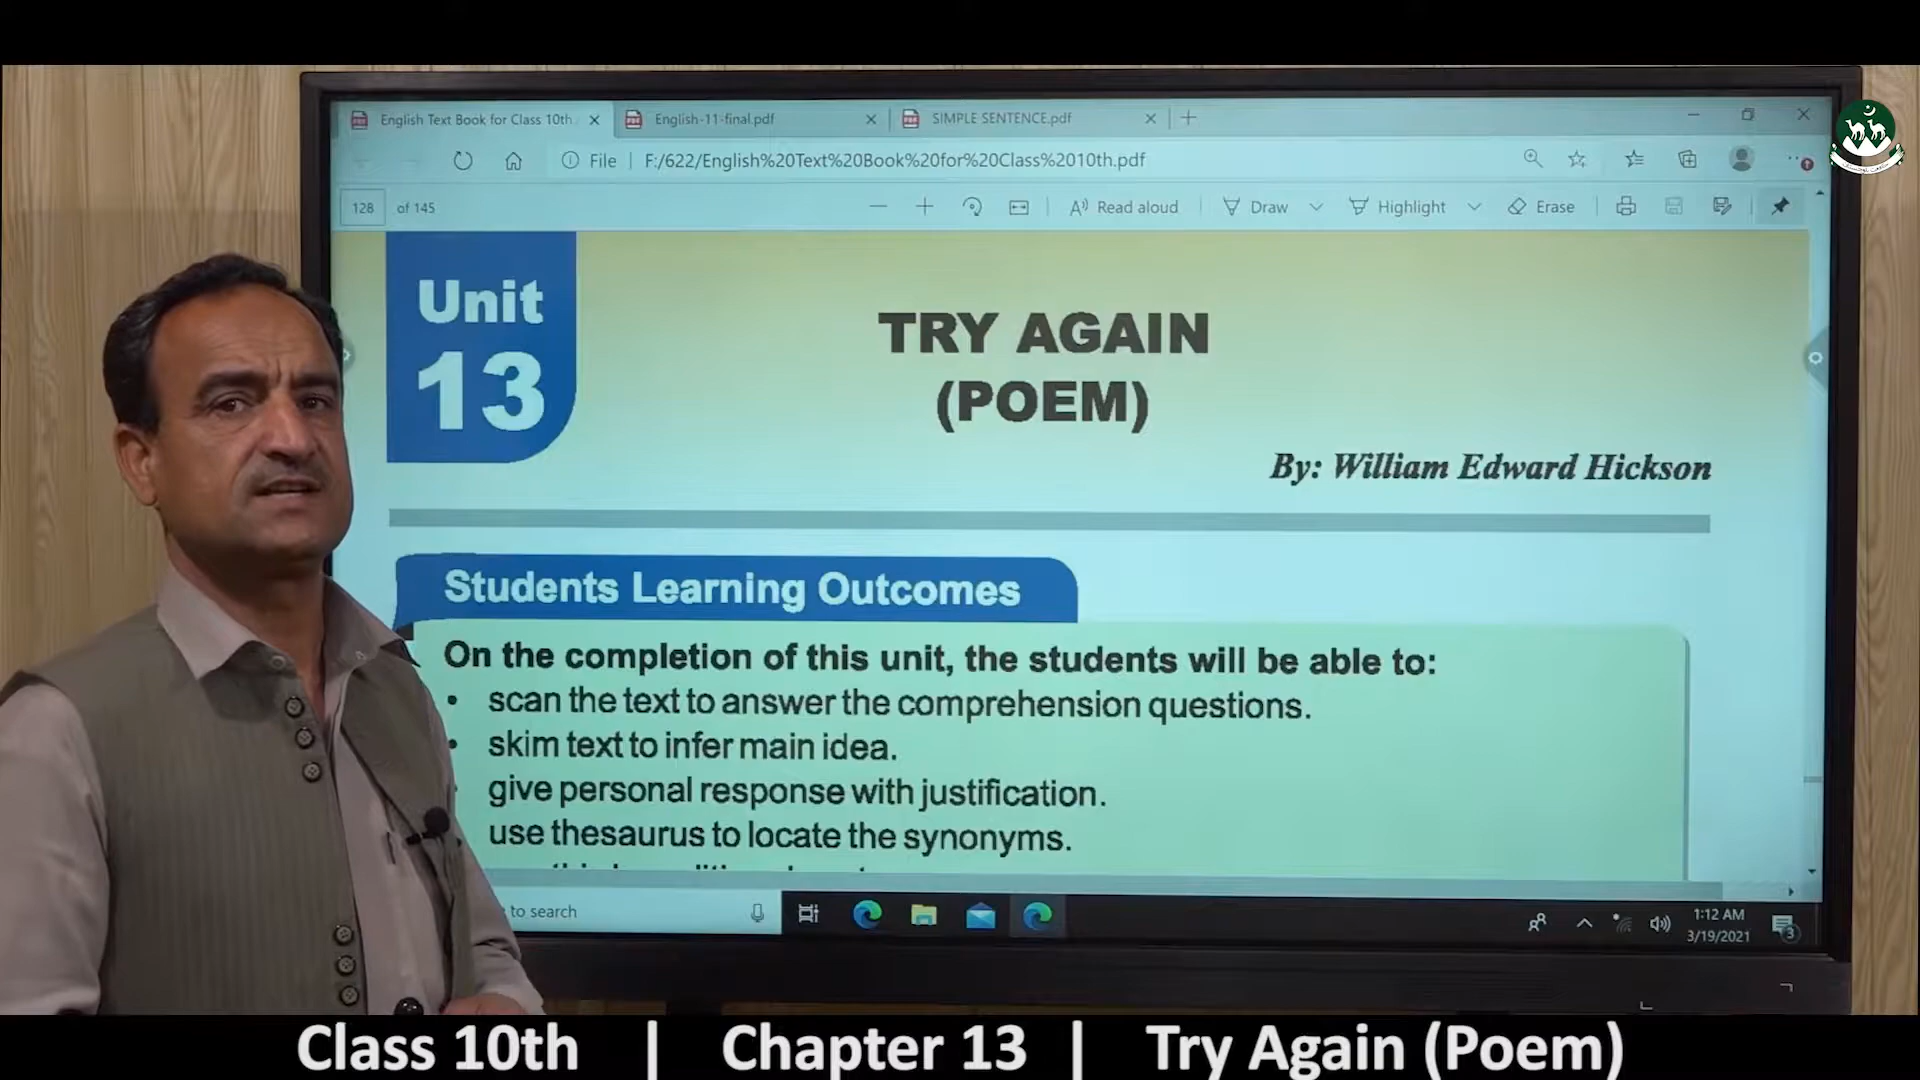 English Text Book for Class 10th
English-11-final.pdf
SIMPLE SENTENCE.pdf
File F:/622/English%20Text%20Book%20for%20Class%2010th.pdf
128 of 145
Read aloud
Draw
Highlight
Erase
Unit
13
TRY AGAIN
(POEM)
By: William Edward Hickson
Students Learning Outcomes
On the completion of this unit, the students will be able to:
• scan the text to answer the comprehension questions.
• skim text to infer main idea.
give personal response with justification.
use thesaurus to locate the synonyms.
to search
1:12 AM
3/19/2021
3
Class 10th | Chapter 13 | Try Again (Poem)